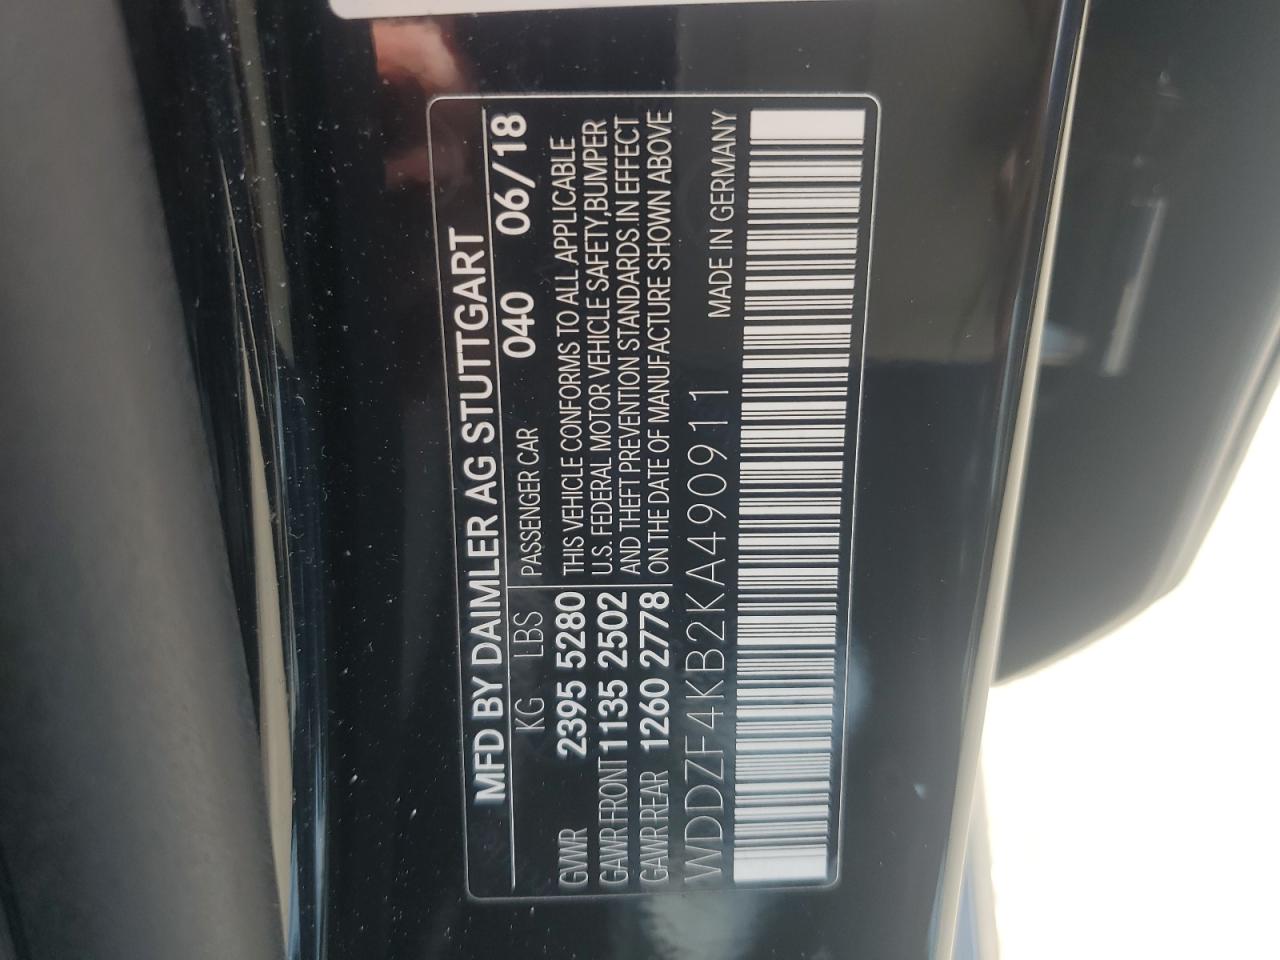 MFD BY DAIMLER AG STUTTGART
KG LBS PASSENGER CAR 040 06/18
GVWR 2395 5280 THIS VEHICLE CONFORMS TO ALL APPLICABLE
GAWR FRONT 1135 2502 U.S. FEDERAL MOTOR VEHICLE SAFETY,BUMPER
AND THEFT PREVENTION STANDARDS IN EFFECT
GAWR REAR 1260 2778 ON THE DATE OF MANUFACTURE SHOWN ABOVE
WDDZF4KB2KA490911 MADE IN GERMANY